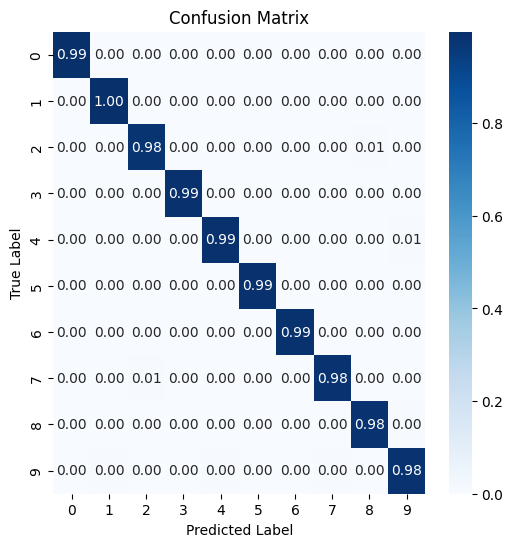 Confusion Matrix
True Label
0 0.99 0.00 0.00 0.00 0.00 0.00 0.00 0.00 0.00 0.00
1 0.00 1.00 0.00 0.00 0.00 0.00 0.00 0.00 0.00 0.00
2 0.00 0.00 0.98 0.00 0.00 0.00 0.00 0.00 0.01 0.00
3 0.00 0.00 0.00 0.99 0.00 0.00 0.00 0.00 0.00 0.00
4 0.00 0.00 0.00 0.00 0.99 0.00 0.00 0.00 0.00 0.01
5 0.00 0.00 0.00 0.00 0.00 0.99 0.00 0.00 0.00 0.00
6 0.00 0.00 0.00 0.00 0.00 0.00 0.99 0.00 0.00 0.00
7 0.00 0.00 0.01 0.00 0.00 0.00 0.00 0.98 0.00 0.00
8 0.00 0.00 0.00 0.00 0.00 0.00 0.00 0.00 0.98 0.00
9 0.00 0.00 0.00 0.00 0.00 0.00 0.00 0.00 0.00 0.98
0 1 2 3 4 5 6 7 8 9
Predicted Label
0.8
0.6
0.4
0.2
0.0